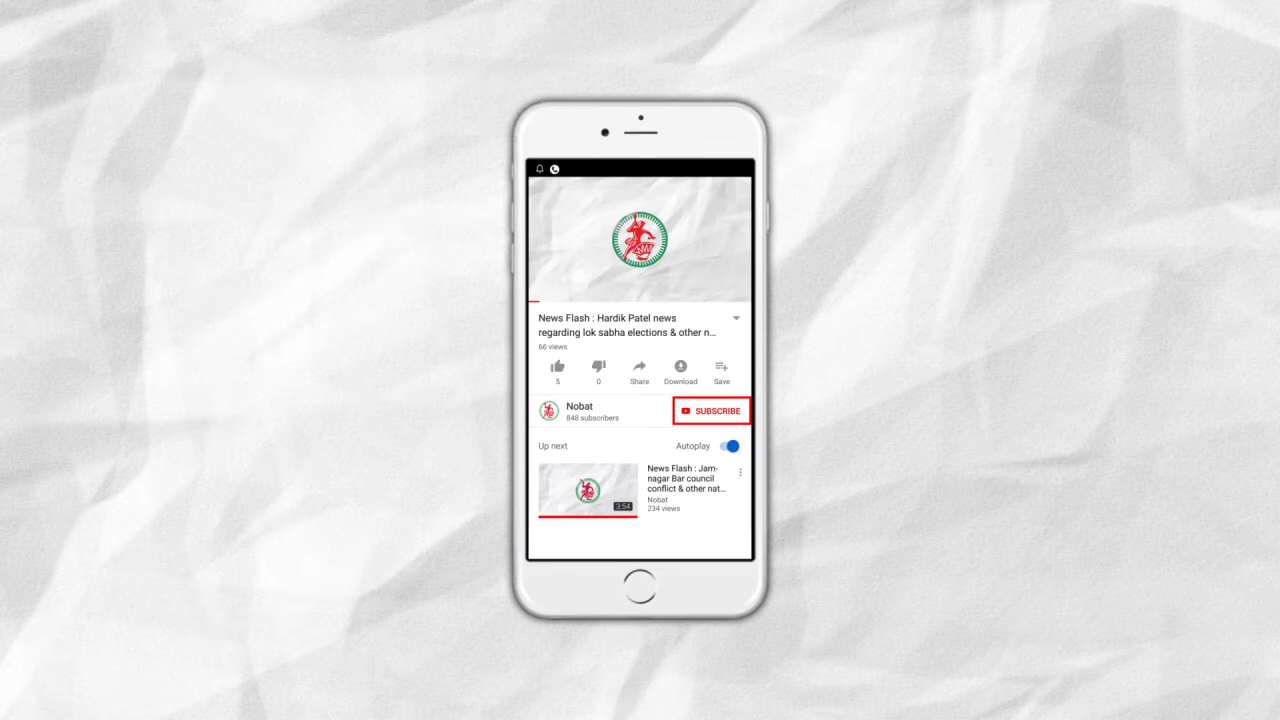 News Flash : Hardik Patel news
regarding lok sabha elections & other n...
66 views
5
0
Share
Download
Save
Nobat
848 subscribers
SUBSCRIBE
Up next
Autoplay
News Flash : Jam-
nagar Bar council
conflict & other nat...
Nobat
234 views
3:54